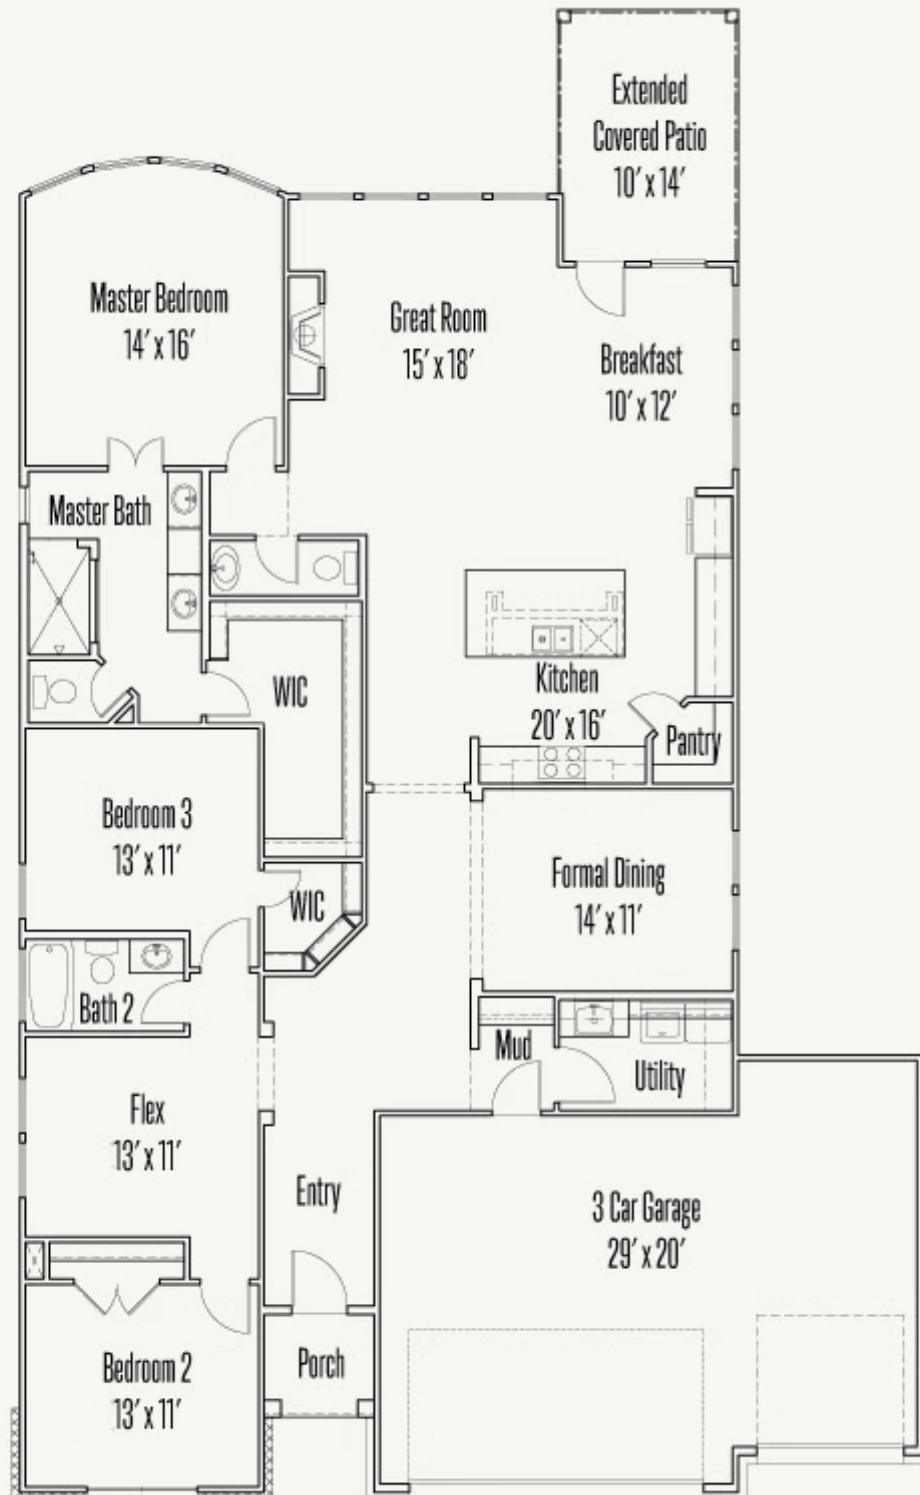 Extended
Covered Patio
10' x 14'
Master Bedroom
14' x 16'
Great Room
15' x 18'
Breakfast
10' x 12'
Master Bath
WIC
Kitchen
20' x 16'
Pantry
Bedroom 3
13' x 11'
WIC
Formal Dining
14' x 11'
Bath 2
Mud
Utility
Flex
13' x 11'
Entry
3 Car Garage
29' x 20'
Bedroom 2
13' x 11'
Porch